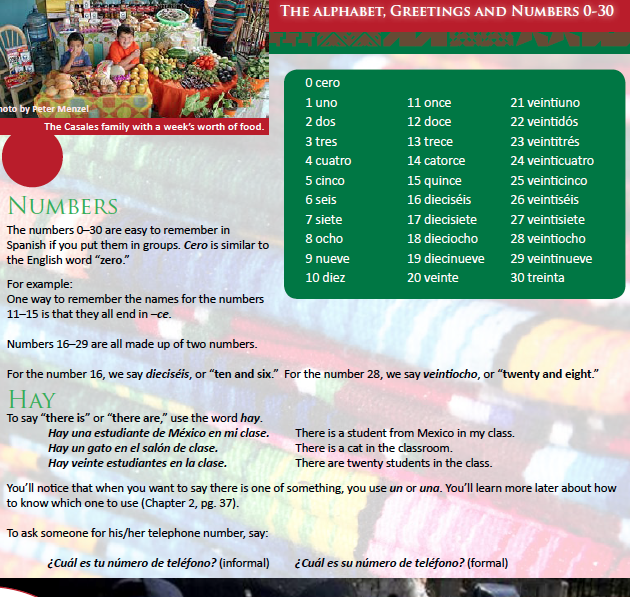 THE ALPHABET, GREETINGS AND NUMBERS 0-30
hoto by Peter Menzel
The Casales family with a week's worth of food.
0 cero
1 uno
2 dos
3 tres
4 cuatro
5 cinco
6 seis
7 siete
8 ocho
9 nueve
10 diez
11 once
12 doce
13 trece
14 catorce
15 quince
16 dieciséis
17 diecisiete
18 dieciocho
19 diecinueve
20 veinte
21 veintiuno
22 veintidós
23 veintitrés
24 veinticuatro
25 veinticinco
26 veintiséis
27 veintisiete
28 veintiocho
29 veintinueve
30 treinta
NUMBERS
The numbers 0–30 are easy to remember in
Spanish if you put them in groups. Cero is similar to
the English word "zero."
For example:
One way to remember the names for the numbers
11–15 is that they all end in –ce.
Numbers 16–29 are all made up of two numbers.
For the number 16, we say dieciséis, or "ten and six." For the number 28, we say veintiocho, or "twenty and eight."
HAY
To say "there is" or "there are," use the word hay.
Hay una estudiante de México en mi clase. There is a student from Mexico in my class.
Hay un gato en el salón de clase. There is a cat in the classroom.
Hay veinte estudiantes en la clase. There are twenty students in the class.
You'll notice that when you want to say there is one of something, you use un or una. You'll learn more later about how
to know which one to use (Chapter 2, pg. 37).
To ask someone for his/her telephone number, say:
¿Cuál es tu número de teléfono? (informal) ¿Cuál es su número de teléfono? (formal)